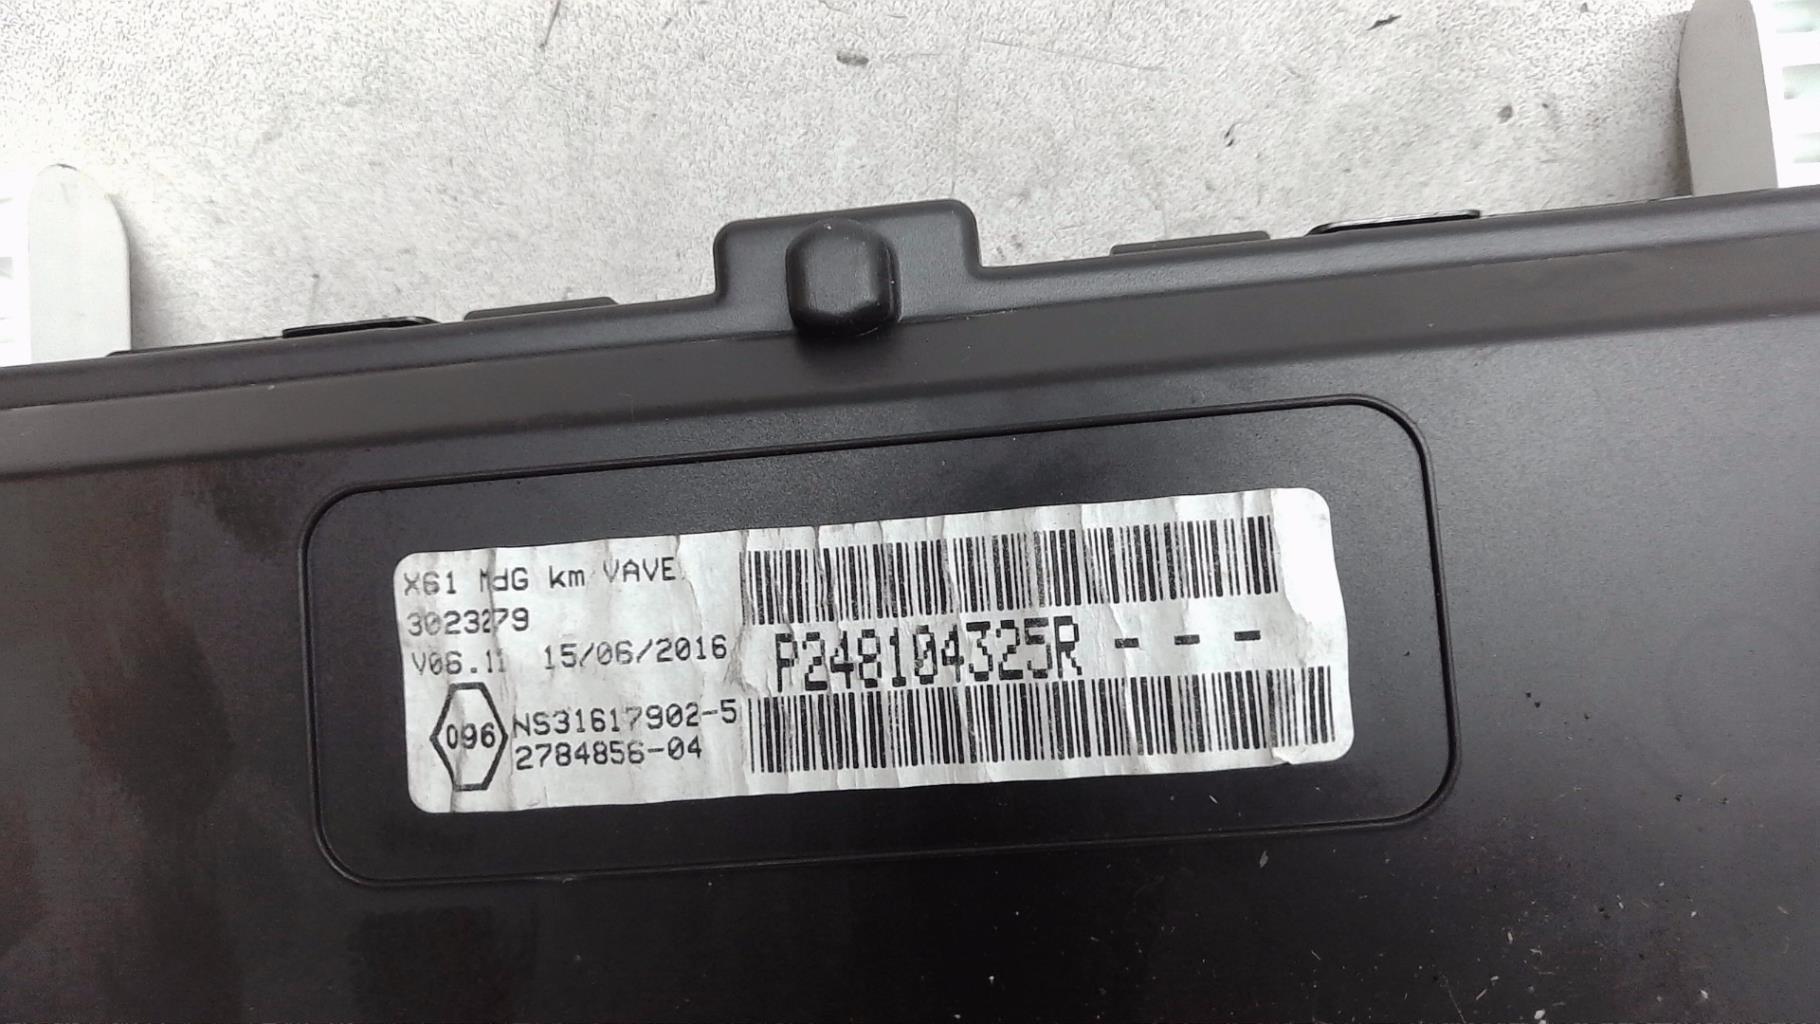 X61 MdG km VAVE
3023279
V06.11 15/06/2016
P248104325R - - -
096
NS31617902-5
2784856-04